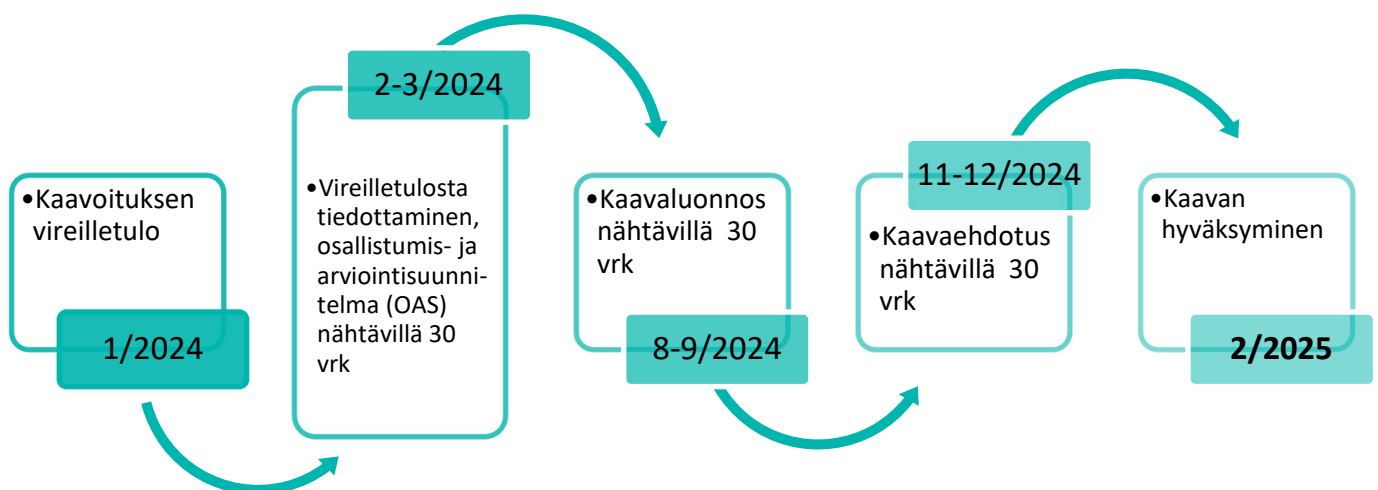 •Kaavoituksen
vireilletulo
1/2024
2-3/2024
•Vireilletulosta
tiedottaminen,
osallistumis- ja
arviointisuunni-
telma (OAS)
nähtävillä 30
vrk
•Kaavaluonnos
nähtävillä 30
vrk
8-9/2024
11-12/2024
•Kaavaehdotus
nähtävillä 30
vrk
•Kaavan
hyväksyminen
2/2025